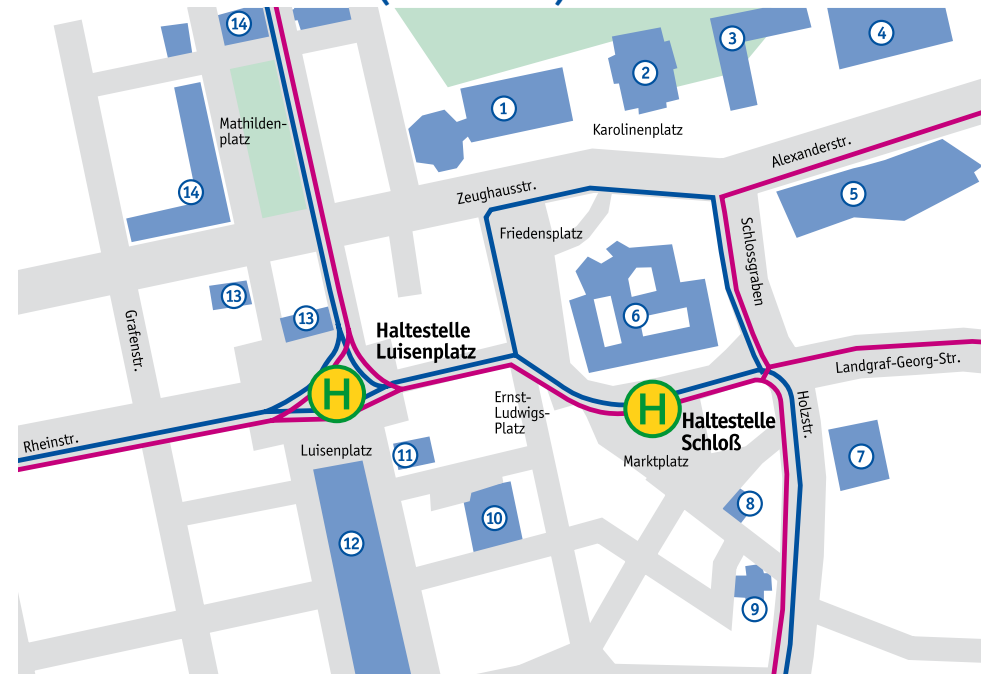 14
3
4
2
1
Mathilden-
platz
Karolinenplatz
Alexanderstr.
14
Zeughausstr.
5
Friedensplatz
Schlossgraben
13
13
6
Grafenstr.
Haltestelle
Luisenplatz
Landgraf-Georg-Str.
H
H
Ernst-
Ludwigs-
Platz
Holzstr.
Haltestelle
Schloß
Rheinstr.
Luisenplatz
11
Marktplatz
7
8
10
12
9